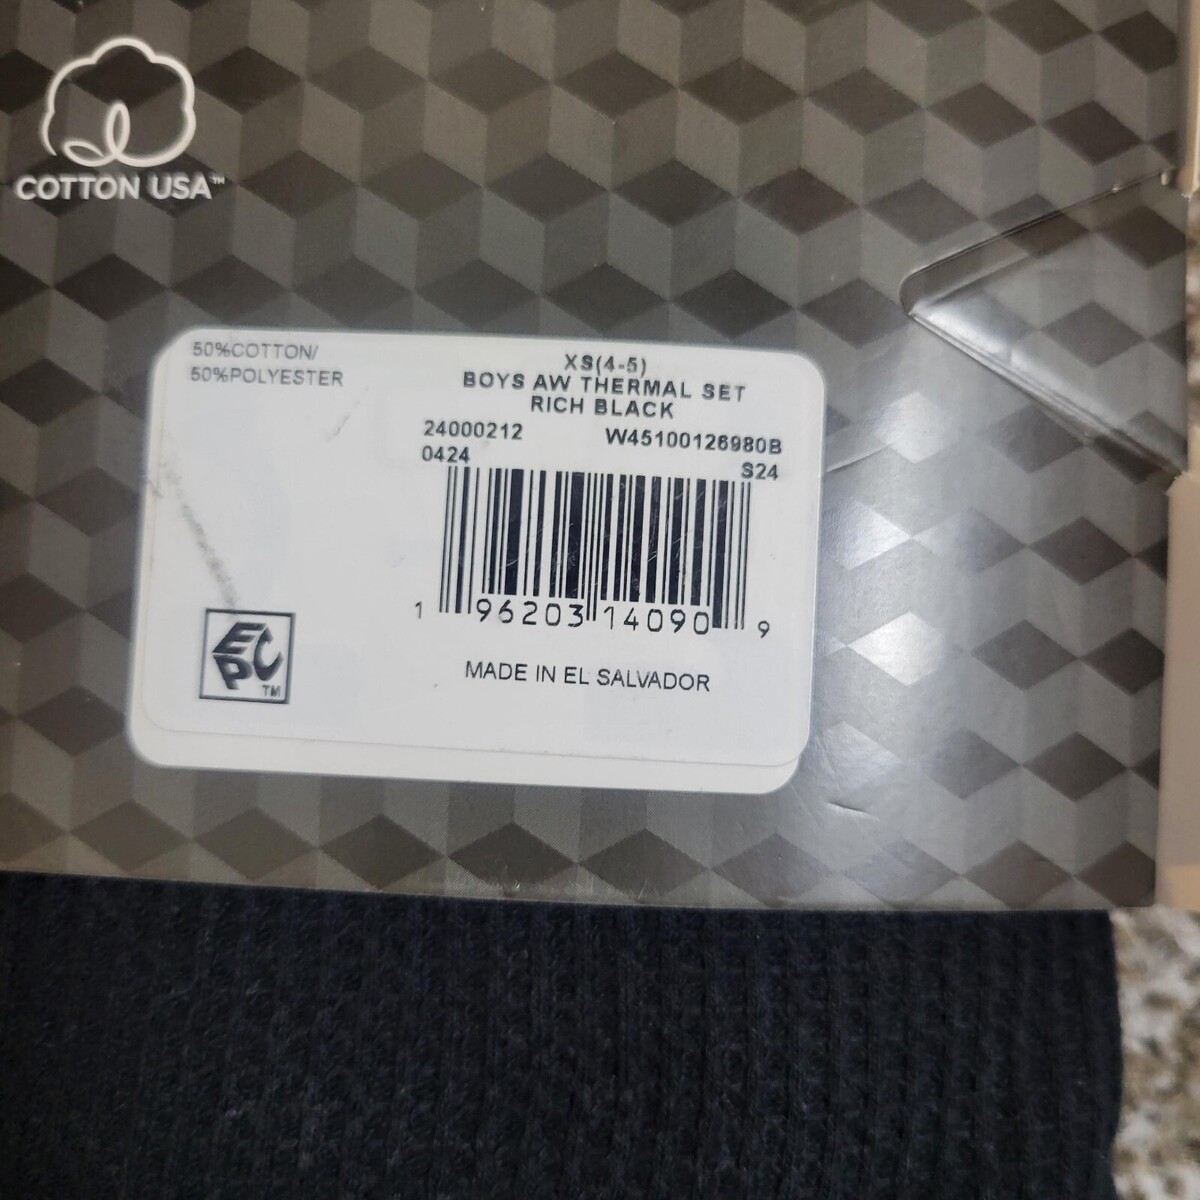 COTTON USA™
50%COTTON/
50%POLYESTER
XS(4-5)
BOYS AW THERMAL SET
RICH BLACK
24000212 W45100126980B
0424 S24
1 96203 14090 9
EPC™
MADE IN EL SALVADOR